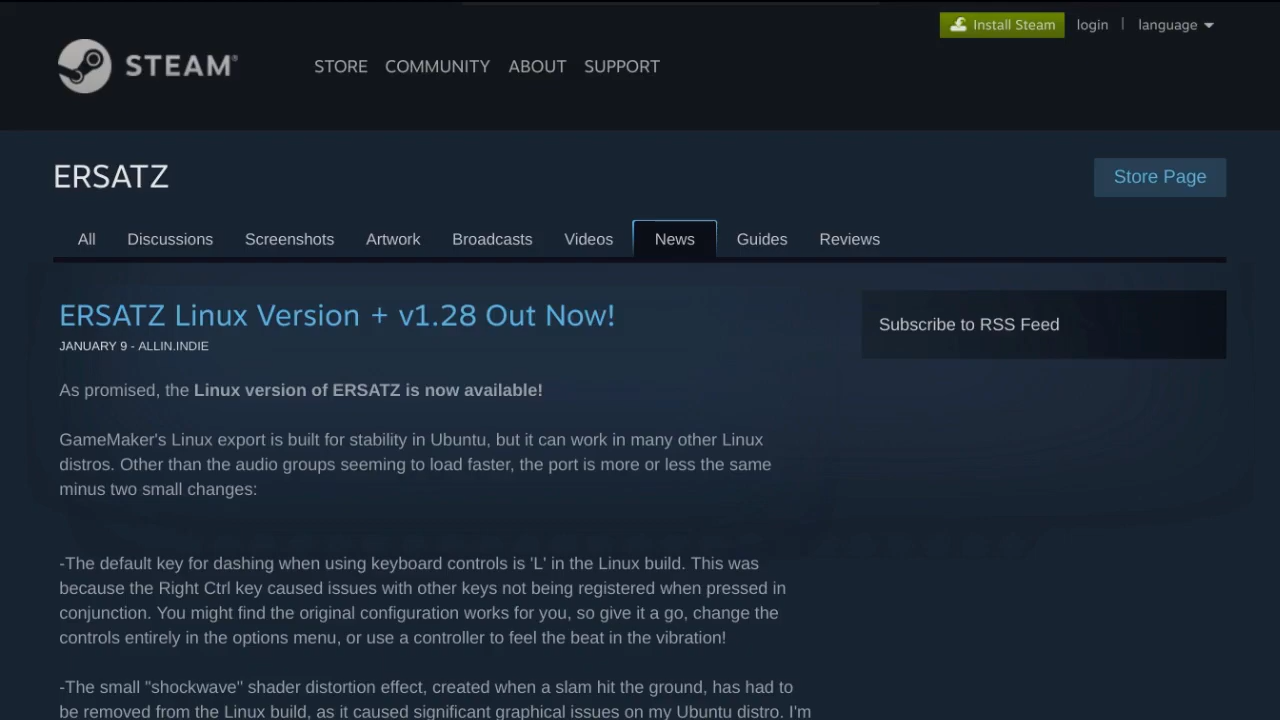 Install Steam login | language
STEAM®
STORE COMMUNITY ABOUT SUPPORT
ERSATZ
Store Page
All Discussions Screenshots Artwork Broadcasts Videos News Guides Reviews
ERSATZ Linux Version + v1.28 Out Now!
JANUARY 9 - ALLIN.INDIE
Subscribe to RSS Feed
As promised, the Linux version of ERSATZ is now available!
GameMaker's Linux export is built for stability in Ubuntu, but it can work in many other Linux
distros. Other than the audio groups seeming to load faster, the port is more or less the same
minus two small changes:
-The default key for dashing when using keyboard controls is 'L' in the Linux build. This was
because the Right Ctrl key caused issues with other keys not being registered when pressed in
conjunction. You might find the original configuration works for you, so give it a go, change the
controls entirely in the options menu, or use a controller to feel the beat in the vibration!
-The small "shockwave" shader distortion effect, created when a slam hit the ground, has had to
be removed from the Linux build, as it caused significant graphical issues on my Ubuntu distro. I'm